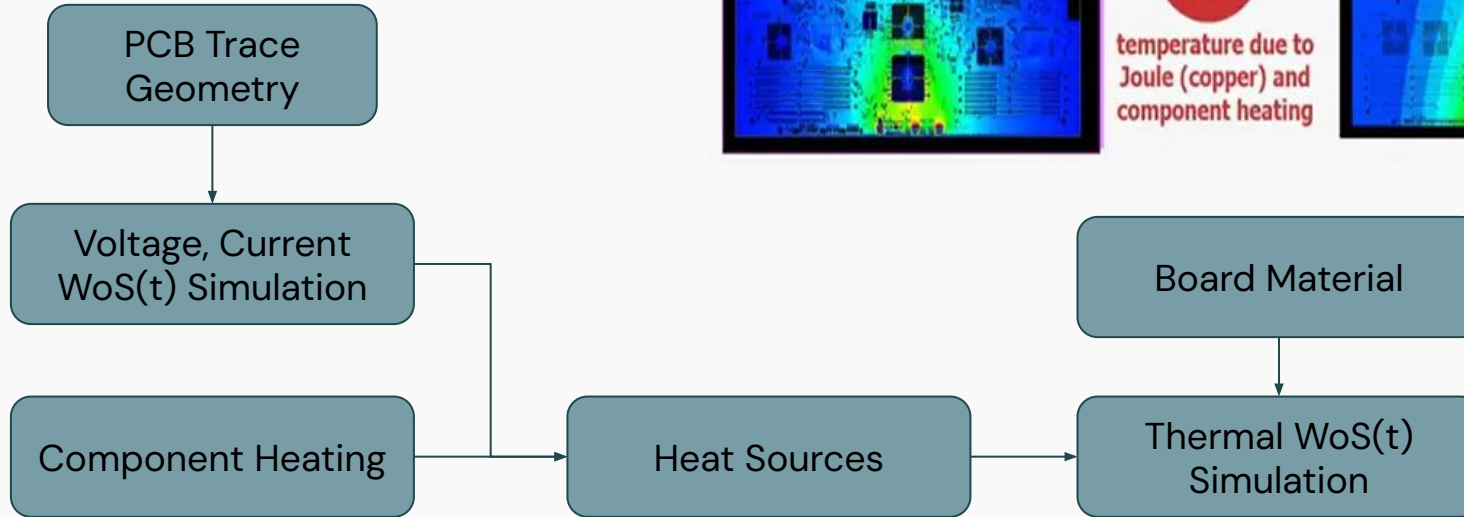 PCB Trace
Geometry
temperature due to
Joule (copper) and
component heating
Voltage, Current
WoS(t) Simulation
Board Material
Component Heating
Heat Sources
Thermal WoS(t)
Simulation